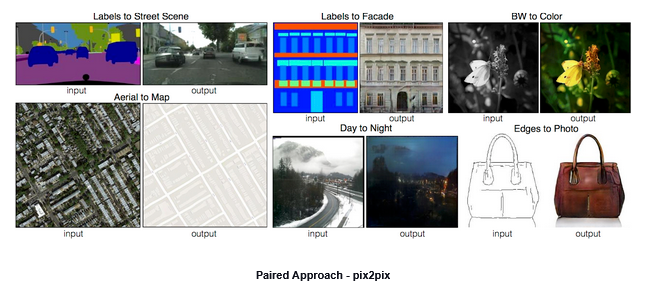 Labels to Street Scene
input
output
Labels to Facade
input
output
BW to Color
input
output
Aerial to Map
input
output
Day to Night
input
output
Edges to Photo
input
output
Paired Approach - pix2pix